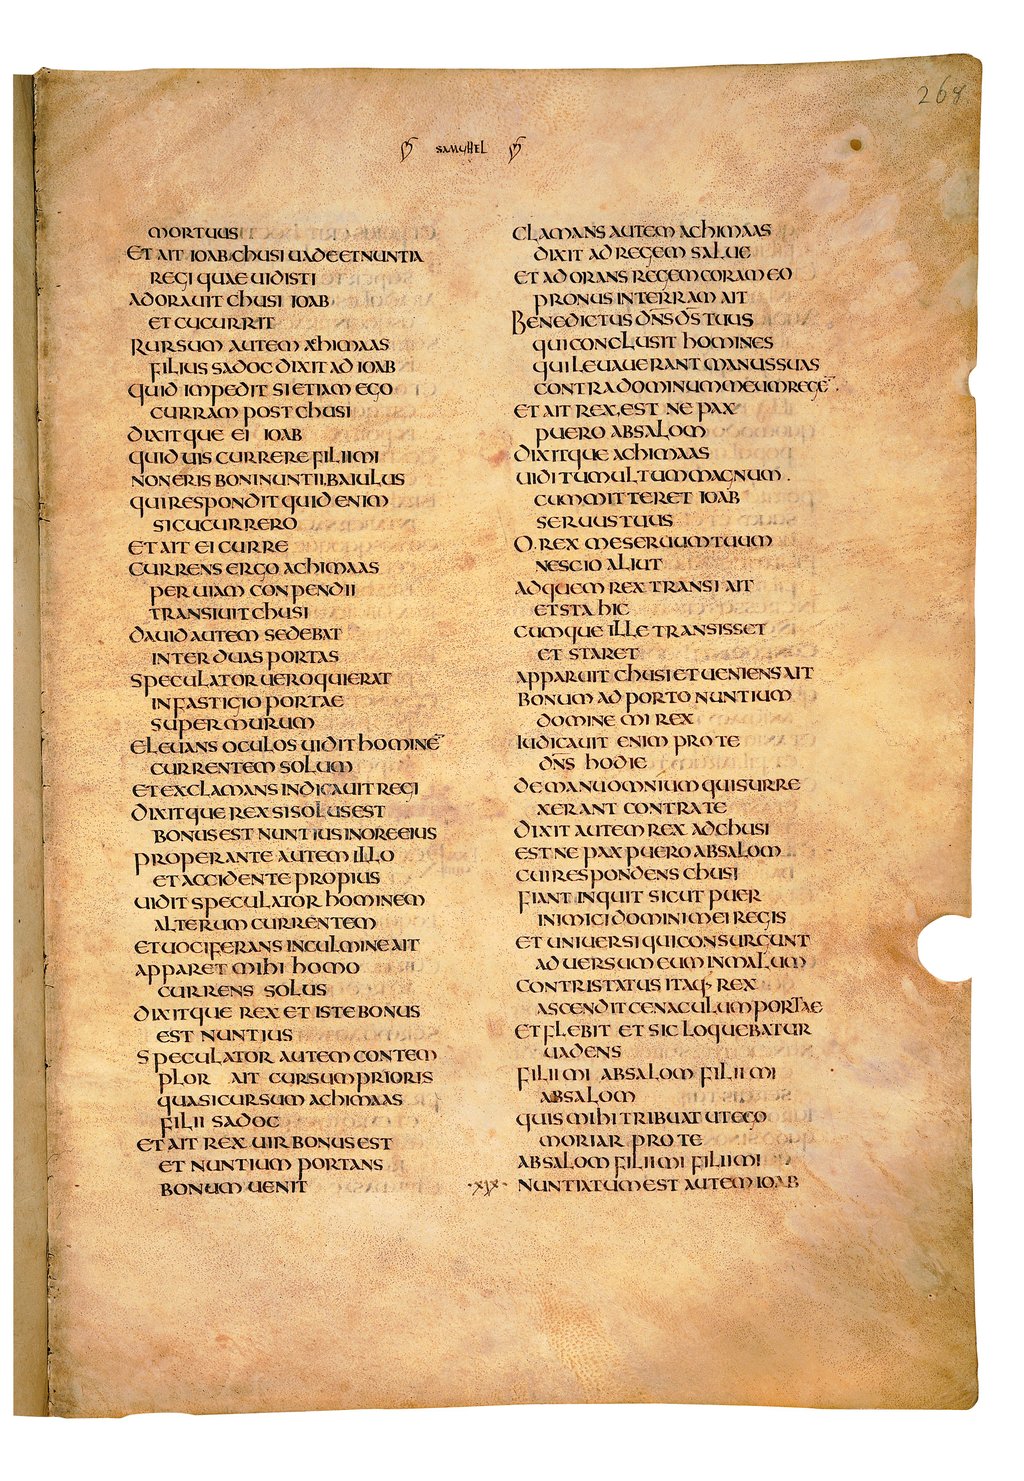 268
SAMUHEL
MORTUUS
ET AIT IOAB CHUSI UADE ET NUNTIA
REGI QUAE UIDISTI
ADORAUIT CHUSI IOAB
ET CUCURRIT
RURSUM AUTEM ACHIMAAS
FILIUS SADOC DIXIT AD IOAB
QUID IMPEDIT SI ETIAM EGO
CURRAM POST CHUSI
DIXITQUE EI IOAB
QUID UIS CURRERE FILI MI
NON ERIS BONI NUNTII BAIULUS
QUI RESPONDIT QUID ENIM
SI CUCURRERO
ET AIT EI CURRE
CURRENS ERGO ACHIMAAS
PER UIAM CONPENDII
TRANSIUIT CHUSI
DAUID AUTEM SEDEBAT
INTER DUAS PORTAS
SPECULATOR UERO QUI ERAT
IN FASTIGIO PORTAE
SUPER MURUM
ELEUANS OCULOS UIDIT HOMINE¯
CURRENTEM SOLUM
ET EXCLAMANS INDICAUIT REGI
DIXITQUE REX SI SOLUS EST
BONUS EST NUNTIUS IN ORE EIUS
PROPERANTE AUTEM ILLO
ET ACCIDENTE PROPIUS
UIDIT SPECULATOR HOMINEM
ALTERUM CURRENTEM
ET UOCIFERANS IN CULMINE AIT
APPARET MIHI HOMO
CURRENS SOLUS
DIXITQUE REX ET ISTE BONUS
EST NUNTIUS
SPECULATOR AUTEM CONTEM
PLOR AIT CURSUM PRIORIS
QUASI CURSUM ACHIMAAS
FILII SADOC
ET AIT REX UIR BONUS EST
ET NUNTIUM PORTANS
BONUM UENIT
CLAMANS AUTEM ACHIMAAS
DIXIT AD REGEM SALUE
ET ADORANS REGEM CORAM EO
PRONUS IN TERRAM AIT
BENEDICTUS D̅N̅S D̅S TUUS
QUI CONCLUSIT HOMINES
QUI LEUAUERANT MANUS SUAS
CONTRA DOMINUM MEUM REGE¯
ET AIT REX EST NE PAX
PUERO ABSALOM
DIXITQUE ACHIMAAS
UIDI TUMULTUM MAGNUM
CUM MITTERET IOAB
SERUUS TUUS
O REX ME SERUUM TUUM
NESCIO ALIUT
AD QUEM REX TRANSI AIT
ET STA HIC
CUMQUE ILLE TRANSISSET
ET STARET
APPARUIT CHUSI ET UENIENS AIT
BONUM ADPORTO NUNTIUM
DOMINE MI REX
IUDICAUIT ENIM PRO TE
D̅N̅S HODIE
DE MANU OMNIUM QUI SURRE
XERANT CONTRA TE
DIXIT AUTEM REX AD CHUSI
EST NE PAX PUERO ABSALOM
CUI RESPONDENS CHUSI
FIANT INQUIT SICUT PUER
INIMICI DOMINI MEI REGIS
ET UNIUERSI QUI CONSURGUNT
ADUERSUM EUM IN MALUM
CONTRISTATUS ITAQ· REX
ASCENDIT CENACULUM PORTAE
ET FLEBIT ET SIC LOQUEBATUR
UADENS
FILI MI ABSALOM FILI MI
ABSALOM
QUIS MIHI TRIBUAT UT EGO
MORIAR PRO TE
ABSALOM FILI MI FILI MI
·XIX· NUNTIATUM EST AUTEM IOAB